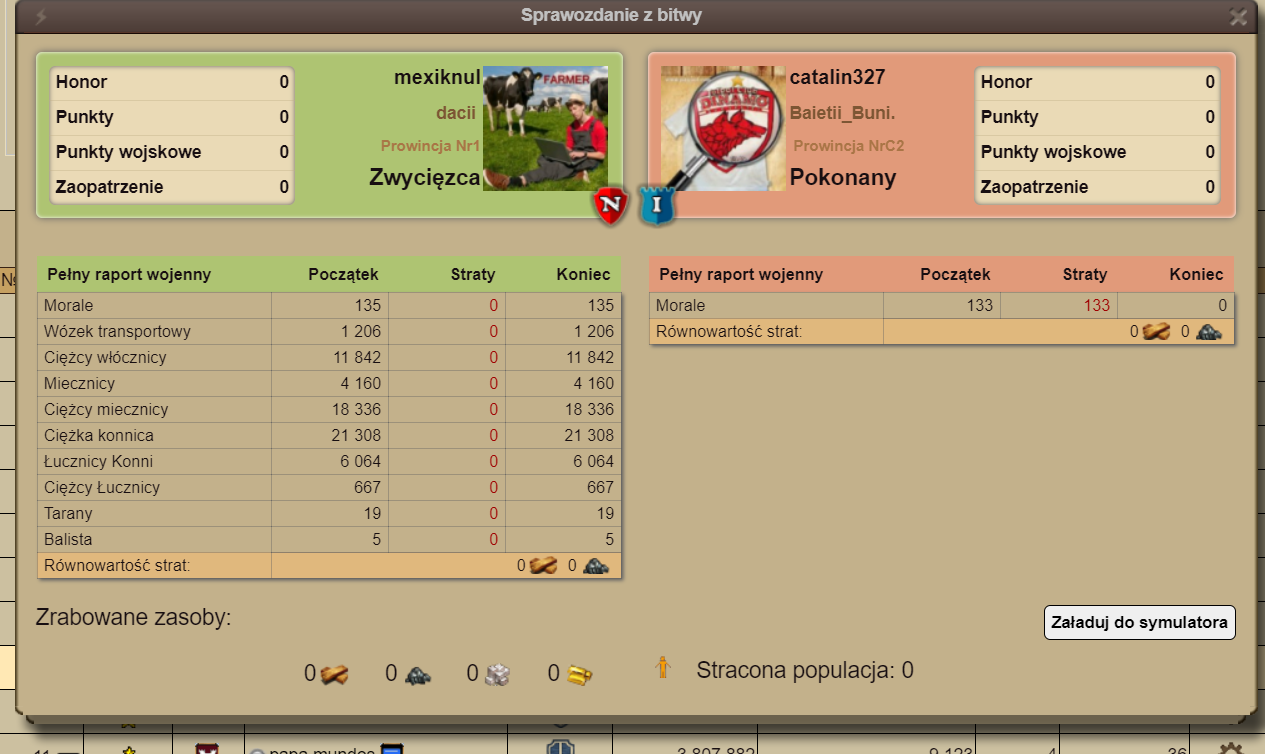 Sprawozdanie z bitwy
Honor 0
Punkty 0
Punkty wojskowe 0
Zaopatrzenie 0
mexiknul
dacii
Prowincja Nr1
Zwycięzca
FARMER
N
I
DINAMO
catalin327
Baietii_Buni.
Prowincja NrC2
Pokonany
Honor 0
Punkty 0
Punkty wojskowe 0
Zaopatrzenie 0
Pełny raport wojenny Początek Straty Koniec
Morale 135 0 135
Wózek transportowy 1 206 0 1 206
Ciężcy włócznicy 11 842 0 11 842
Miecznicy 4 160 0 4 160
Ciężcy miecznicy 18 336 0 18 336
Ciężka konnica 21 308 0 21 308
Łucznicy Konni 6 064 0 6 064
Ciężcy Łucznicy 667 0 667
Tarany 19 0 19
Balista 5 0 5
Równowartość strat: 0 0
Pełny raport wojenny Początek Straty Koniec
Morale 133 133 0
Równowartość strat: 0 0
Zrabowane zasoby:
Załaduj do symulatora
0 0 0 0 Stracona populacja: 0